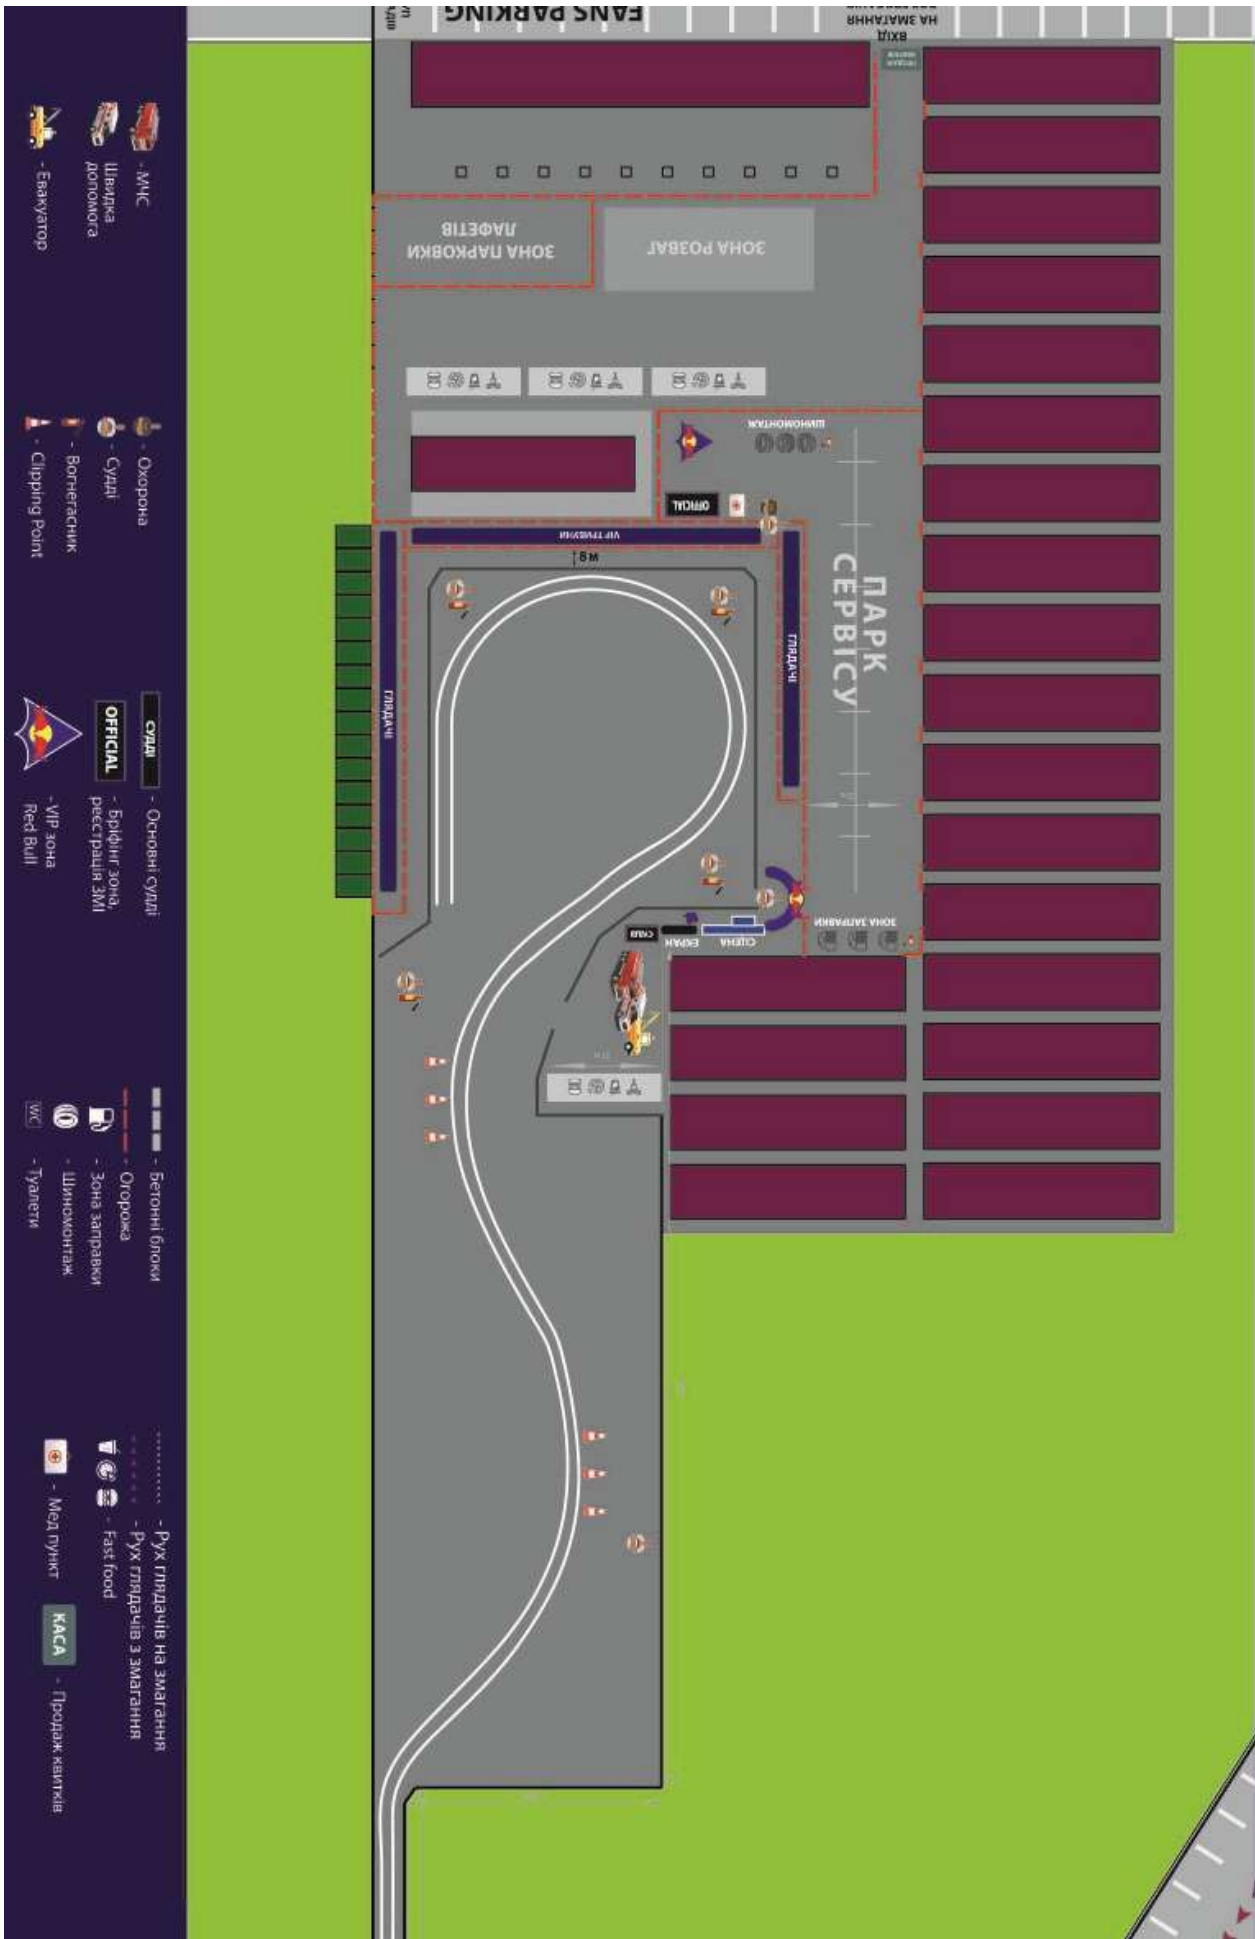 FANS PARKING
ВХІД
НА ЗМАГАННЯ
ЗОНА ПАРКОВКИ
ЛАФЕТІВ
ЗОНА РОЗВАГ
ШИНОМОНТАЖ
OFFICIAL
VIP ТРИБУНИ
8 м
ГЛЯДАЧІ
ГЛЯДАЧІ
ПАРК
СЕРВІСУ
ЗОНА ЗАПРАВКИ
СЦЕНА
ЕКРАН
СУДДІ
- МЧС
- Швидка
допомога
- Евакуатор
- Охорона
- Судді
- Вогнегасник
- Clipping Point
СУДДІ
- Основні судді
OFFICIAL
- Бріфінг зона,
реєстрація ЗМІ
- VIP зона
Red Bull
- Бетонні блоки
- Огорожа
- Зона заправки
- Шиномонтаж
WC
- Туалети
- Рух глядачів на змагання
- Рух глядачів з змагання
- Fast food
- Мед пункт
КАСА
- Продаж квитків